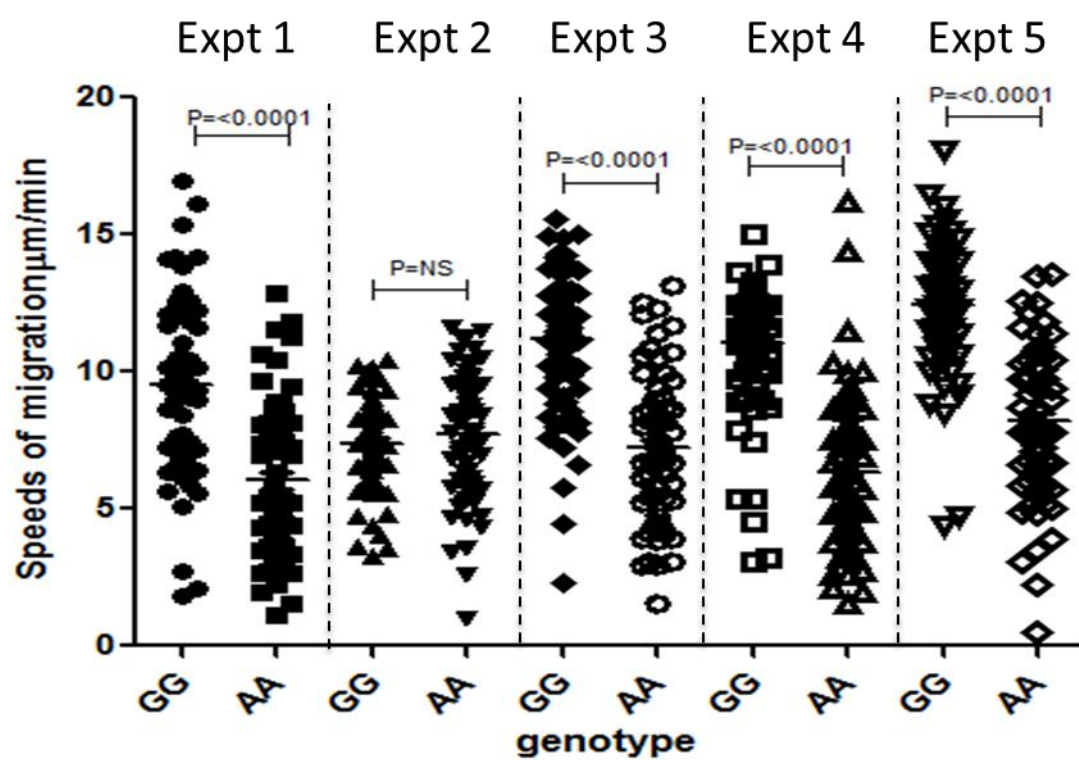 Expt 1 Expt 2 Expt 3 Expt 4 Expt 5
P=<0.0001 P=NS P=<0.0001 P=<0.0001 P=<0.0001
Speeds of migrationµm/min
20
15
10
5
0
GG AA GG AA GG AA GG AA GG AA
genotype